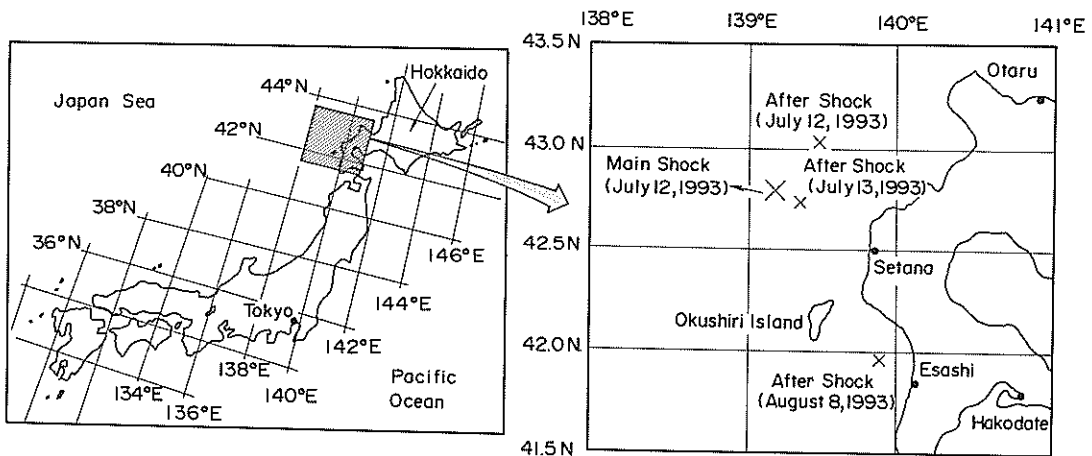 Japan Sea
Hokkaido
44°N
42°N
40°N
38°N
36°N
Tokyo
146°E
144°E
142°E
140°E
138°E
136°E
134°E
Pacific
Ocean
138°E
139°E
140°E
141°E
43.5 N
43.0 N
42.5 N
42.0 N
41.5 N
Otaru
After Shock
(July 12, 1993)
Main Shock
(July 12, 1993)
After Shock
(July 13, 1993)
Setana
Okushiri Island
After Shock
(August 8, 1993)
Esashi
Hakodate